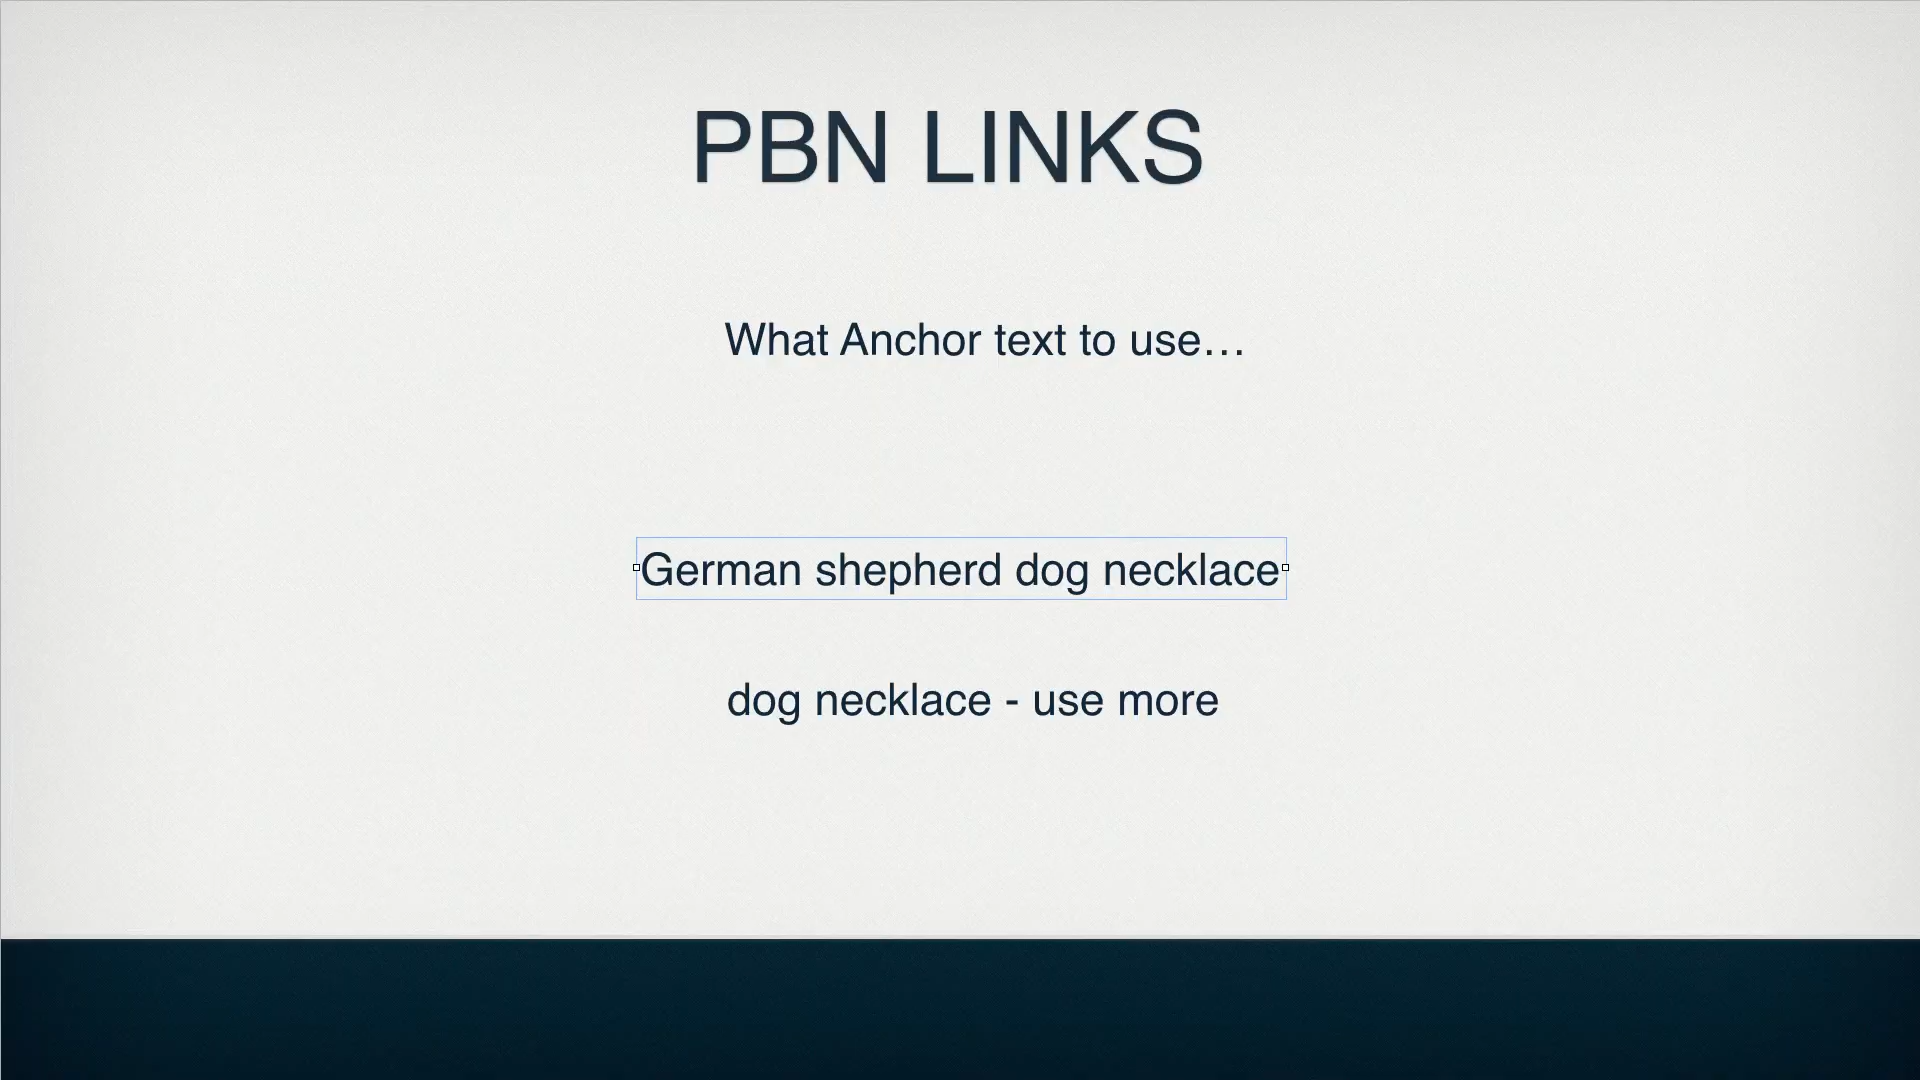 PBN LINKS
What Anchor text to use…
German shepherd dog necklace
dog necklace - use more